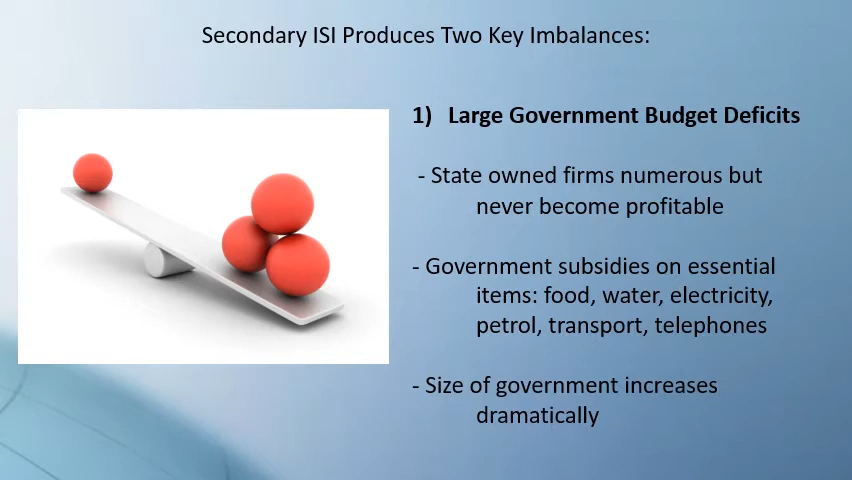 Secondary ISI Produces Two Key Imbalances:
1) Large Government Budget Deficits
- State owned firms numerous but
never become profitable
- Government subsidies on essential
items: food, water, electricity,
petrol, transport, telephones
- Size of government increases
dramatically